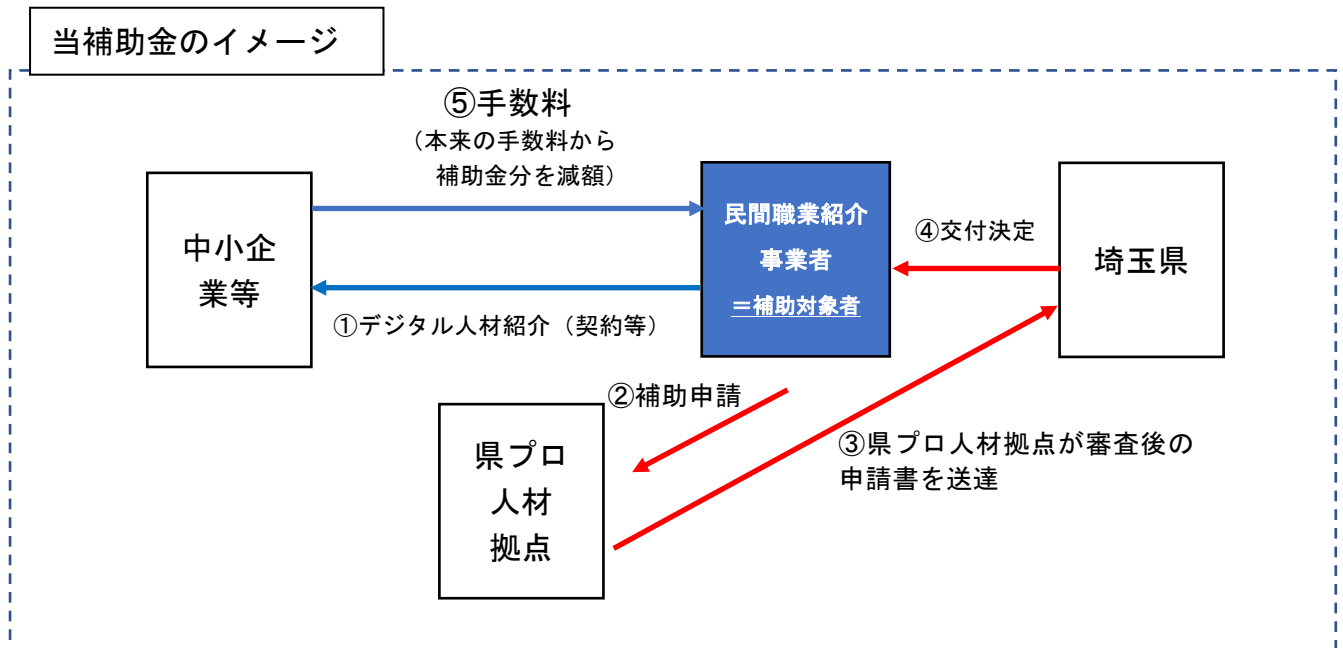 当補助金のイメージ
⑤手数料
（本来の手数料から
補助金分を減額）
中小企
業等
民間職業紹介
事業者
＝補助対象者
④交付決定
埼玉県
①デジタル人材紹介（契約等）
②補助申請
県プロ
人材
拠点
③県プロ人材拠点が審査後の
申請書を送達